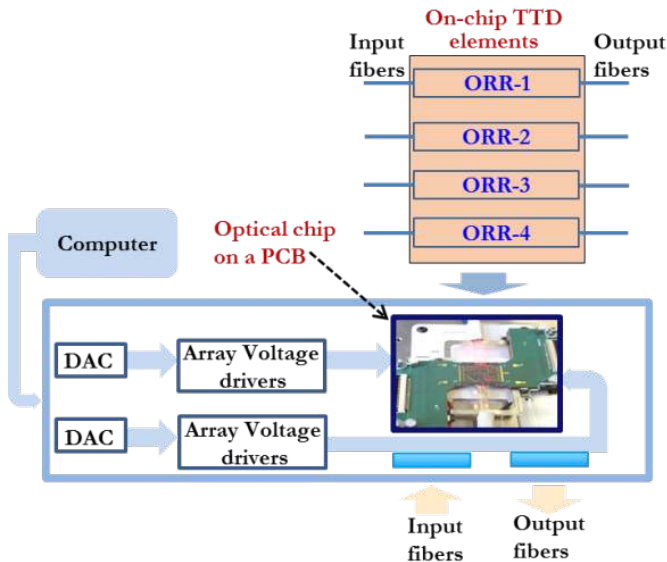 On-chip TTD
elements
Input
fibers
Output
fibers
ORR-1
ORR-2
ORR-3
ORR-4
Computer
Optical chip
on a PCB
DAC
Array Voltage
drivers
DAC
Array Voltage
drivers
Input
fibers
Output
fibers